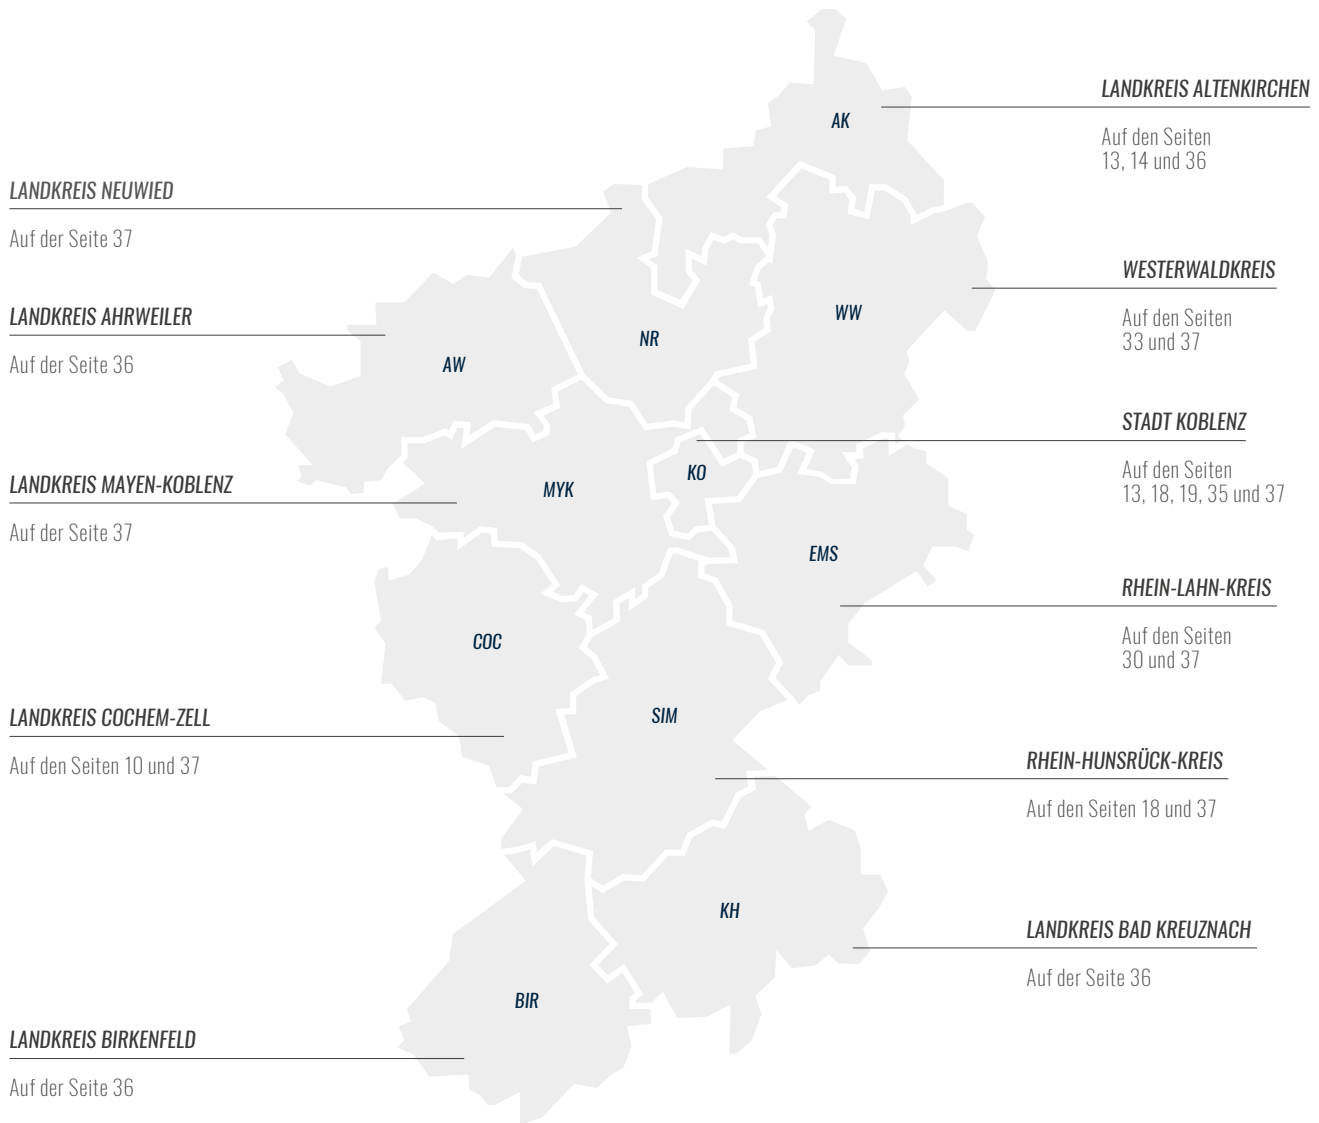 LANDKREIS NEUWIED
Auf der Seite 37
LANDKREIS AHRWEILER
Auf der Seite 36
LANDKREIS MAYEN-KOBLENZ
Auf der Seite 37
LANDKREIS COCHEM-ZELL
Auf den Seiten 10 und 37
LANDKREIS BIRKENFELD
Auf der Seite 36
AK
WW
NR
AW
KO
MYK
EMS
COC
SIM
KH
BIR
LANDKREIS ALTENKIRCHEN
Auf den Seiten
13, 14 und 36
WESTERWALDKREIS
Auf den Seiten
33 und 37
STADT KOBLENZ
Auf den Seiten
13, 18, 19, 35 und 37
RHEIN-LAHN-KREIS
Auf den Seiten
30 und 37
RHEIN-HUNSRÜCK-KREIS
Auf den Seiten 18 und 37
LANDKREIS BAD KREUZNACH
Auf der Seite 36